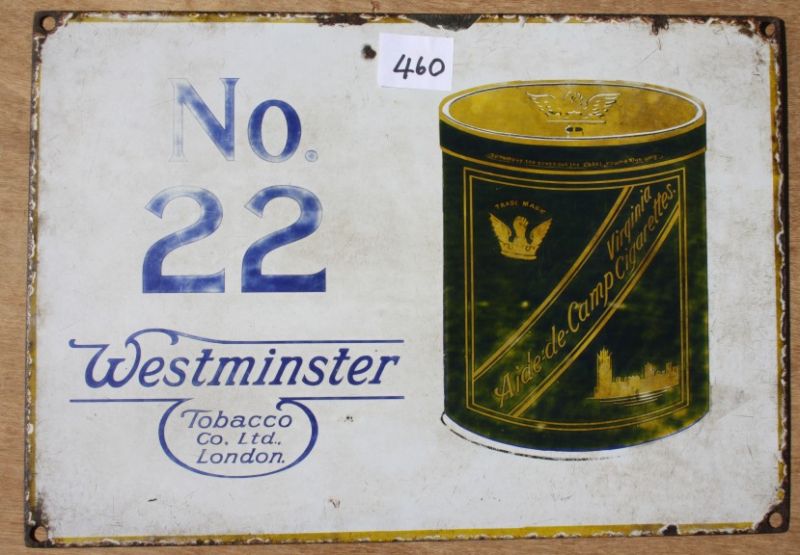 460
No.
22
Westminster
Tobacco
Co. Ltd.,
London.
TRADE MARK
Virginia
Aide-de-Camp Cigarettes.